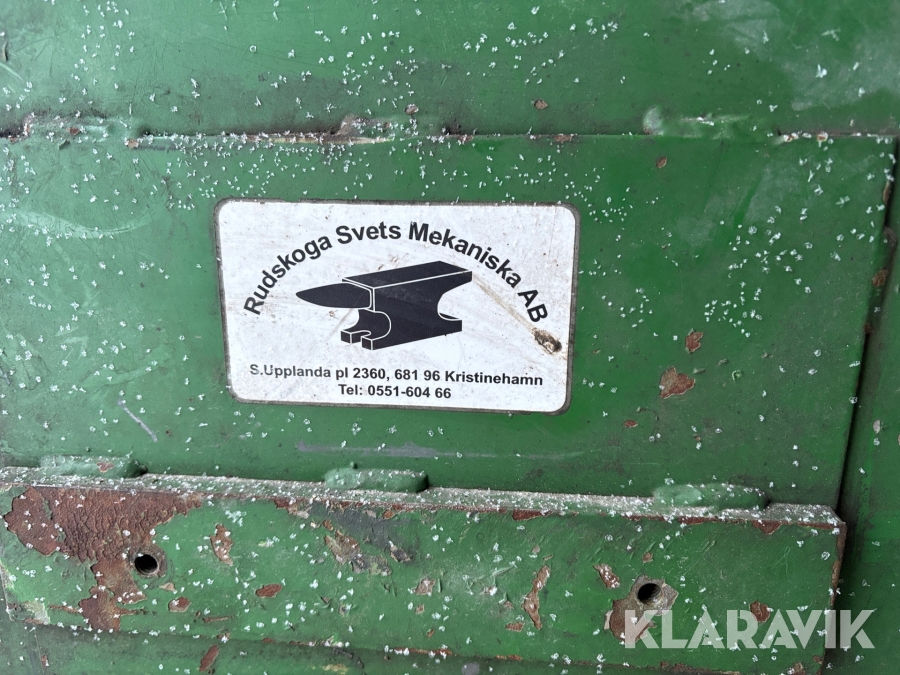 Rudskoga Svets Mekaniska AB
S.Upplanda pl 2360, 681 96 Kristinehamn
Tel: 0551-604 66
KLARAVIK